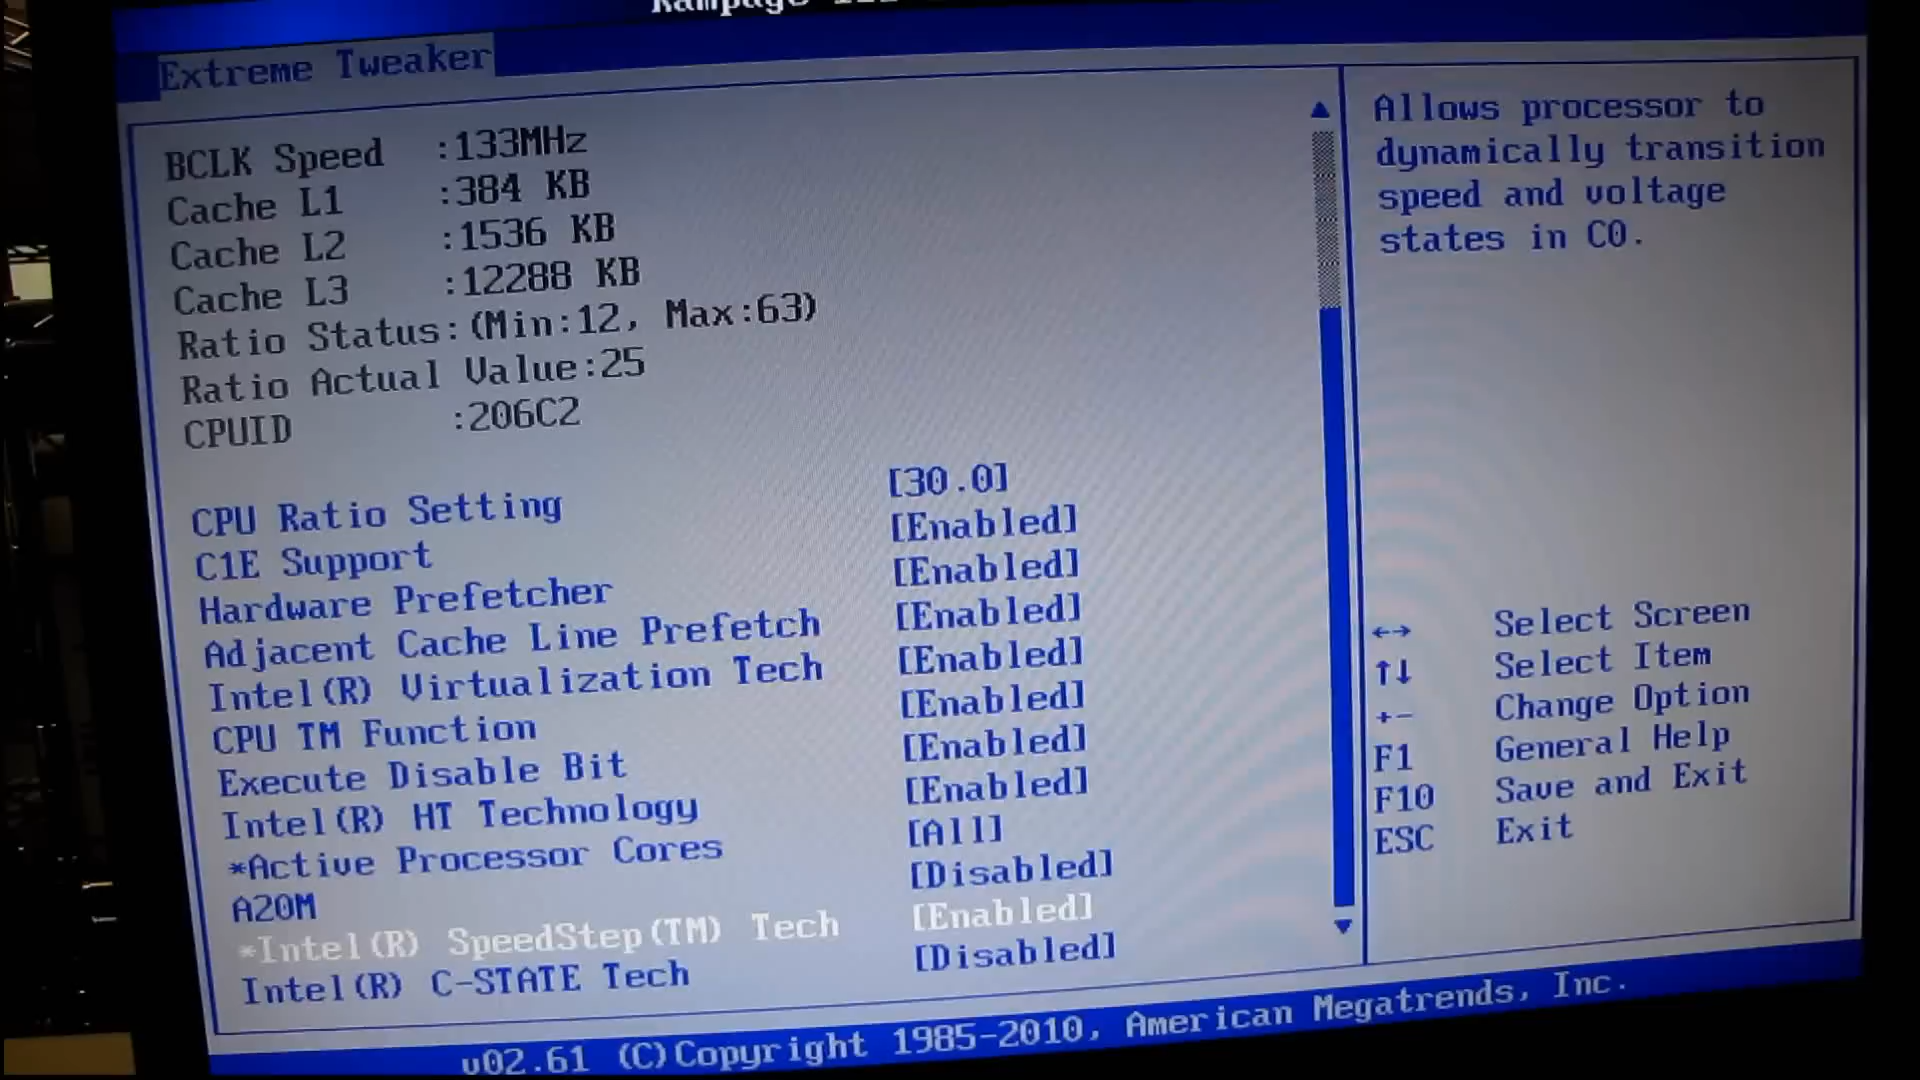 Rampage III
Extreme Tweaker
BCLK Speed :133MHz
Cache L1 :384 KB
Cache L2 :1536 KB
Cache L3 :12288 KB
Ratio Status:(Min:12, Max:63)
Ratio Actual Value:25
CPUID :206C2
CPU Ratio Setting [30.0]
C1E Support [Enabled]
Hardware Prefetcher [Enabled]
Adjacent Cache Line Prefetch [Enabled]
Intel(R) Virtualization Tech [Enabled]
CPU TM Function [Enabled]
Execute Disable Bit [Enabled]
Intel(R) HT Technology [Enabled]
*Active Processor Cores [All]
A20M [Disabled]
*Intel(R) SpeedStep(TM) Tech [Enabled]
Intel(R) C-STATE Tech [Disabled]
Allows processor to
dynamically transition
speed and voltage
states in C0.
←→ Select Screen
↑↓ Select Item
+- Change Option
F1 General Help
F10 Save and Exit
ESC Exit
v02.61 (C)Copyright 1985-2010, American Megatrends, Inc.